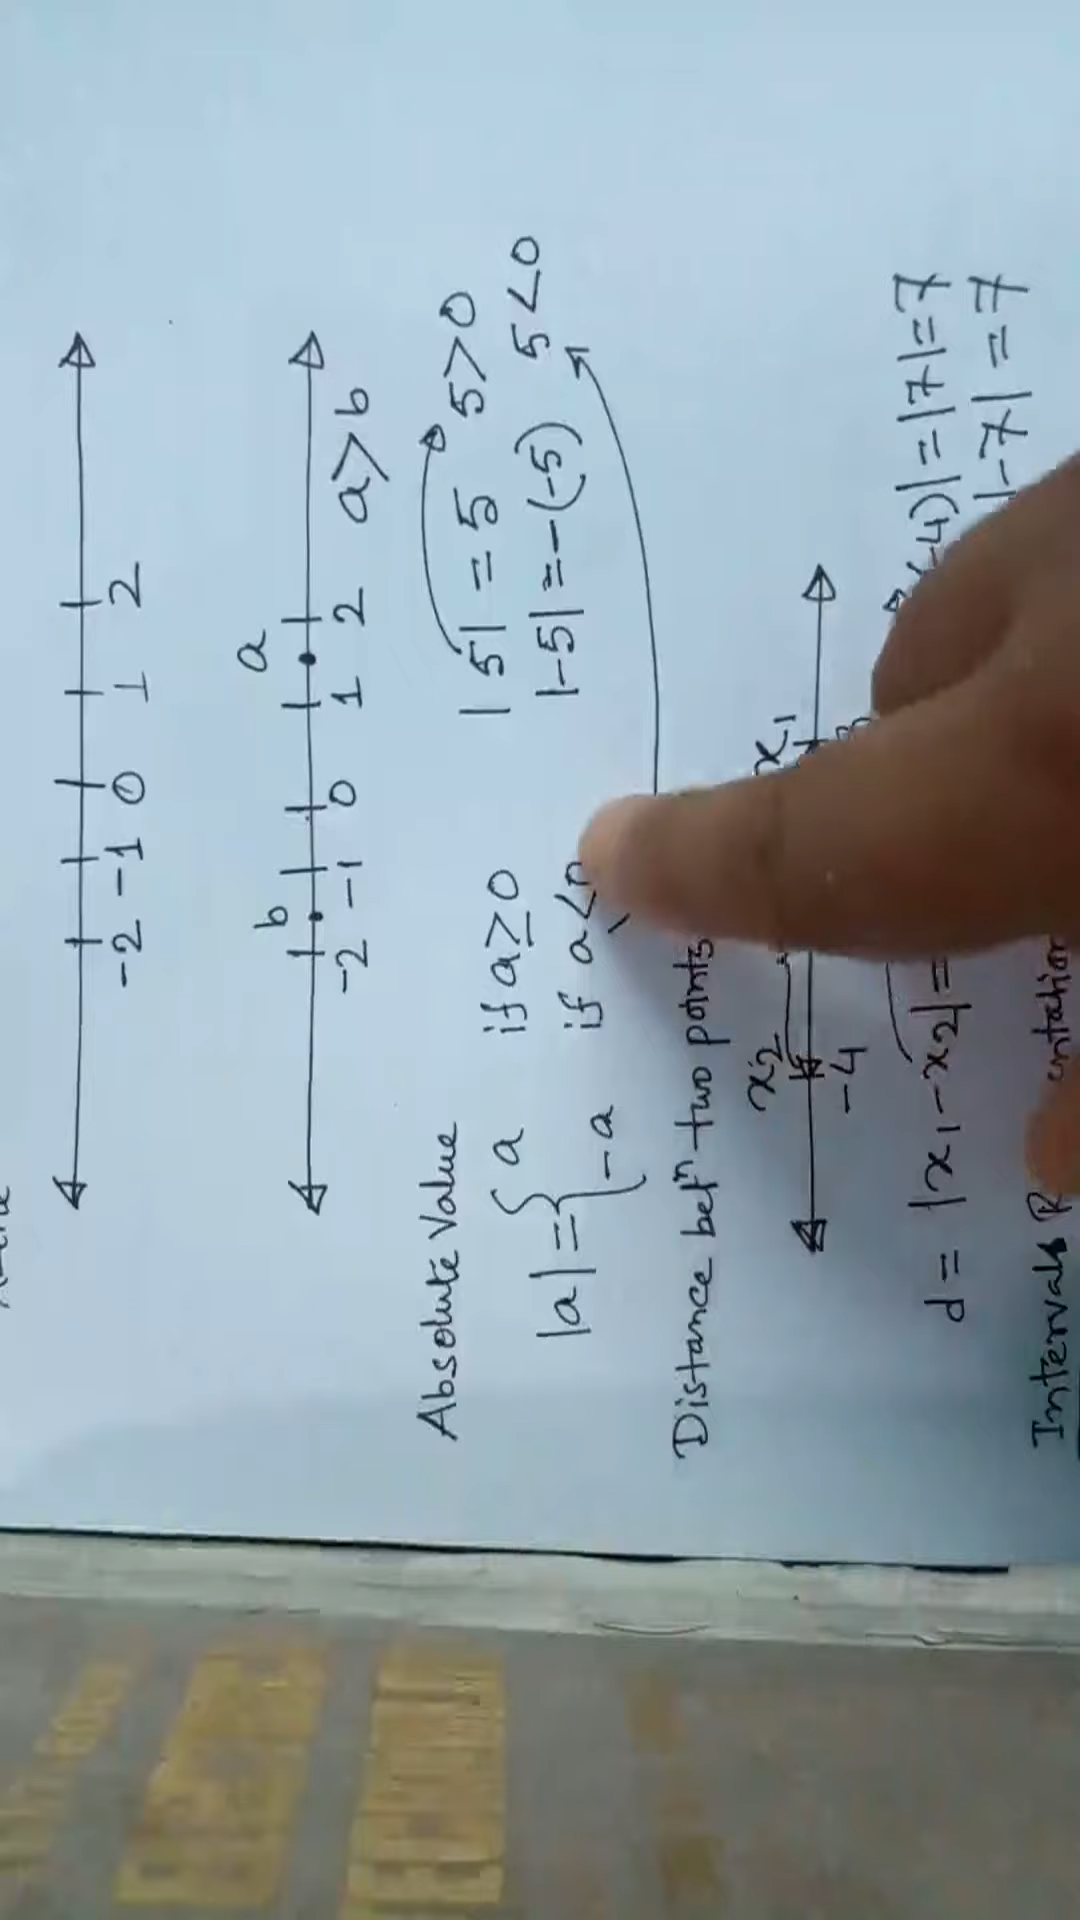 -2 -1 0 1 2
b a
-2 -1 0 1 2 a>b
Absolute Value
|a| = { a if a≥0 |5| = 5 5>0
-a if a< |-5| = -(-5) 5<0
Distance betⁿ two points
x2 x1
-4
d = |x1-x2| = -4)| = |7| = 7
|-7| = 7
Intervals